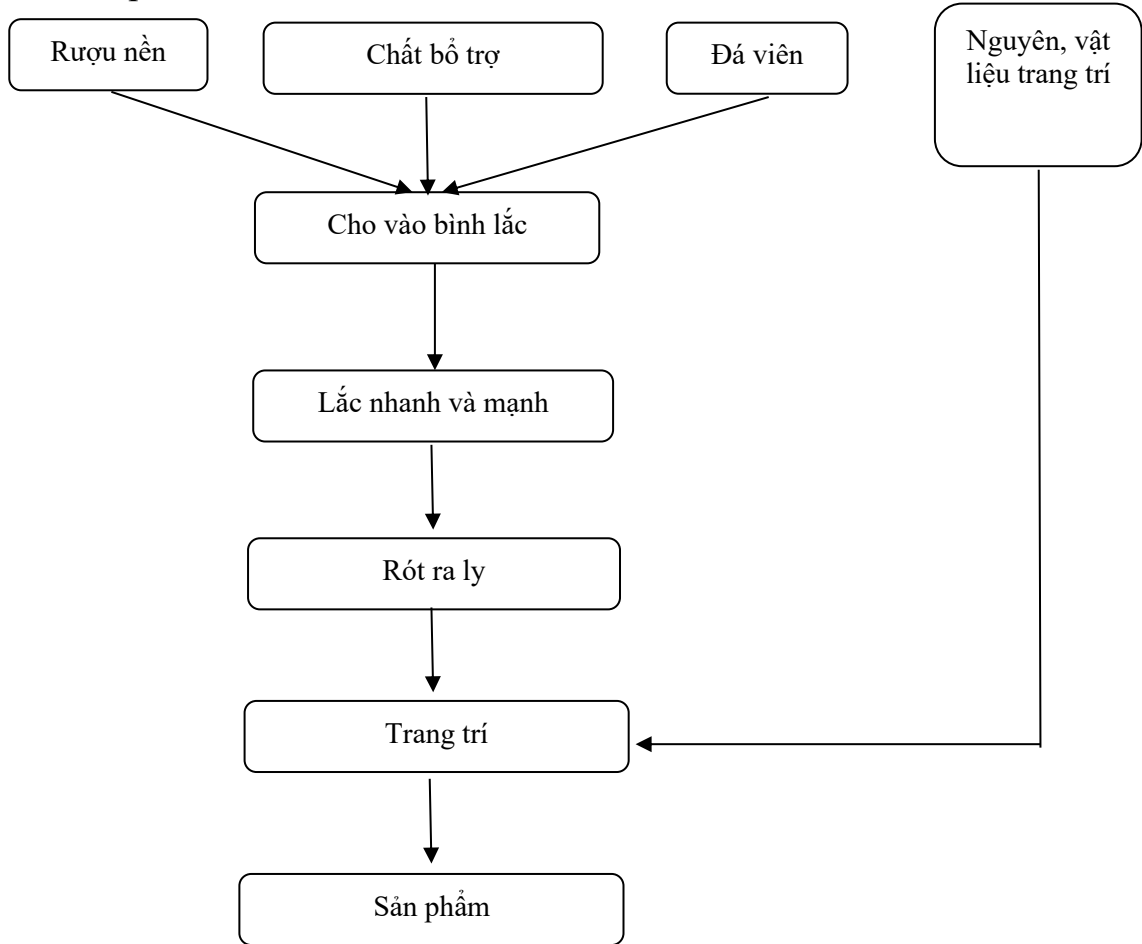 Rượu nền
Chất bổ trợ
Đá viên
Nguyên, vật
liệu trang trí
Cho vào bình lắc
Lắc nhanh và mạnh
Rót ra ly
Trang trí
Sản phẩm